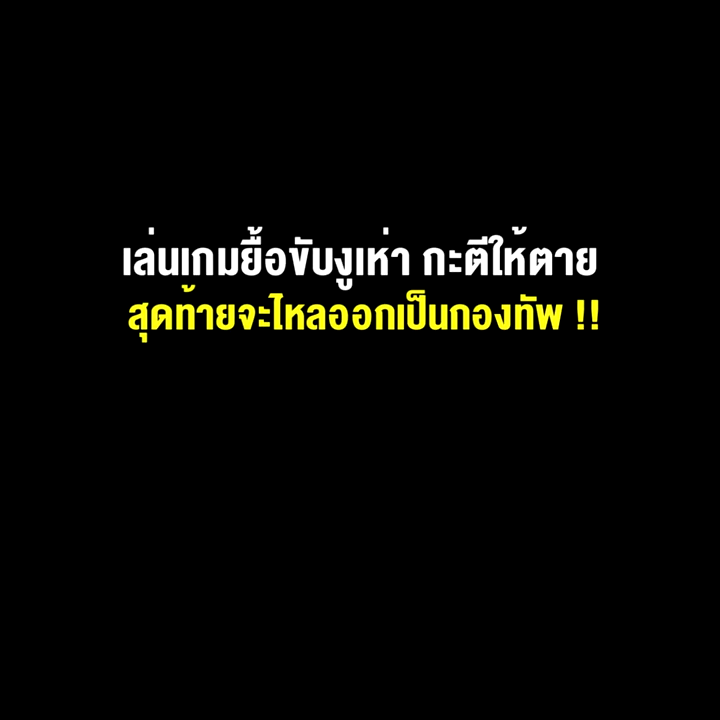 เล่นเกมยื้อขับงูเห่า กะตีให้ตาย
สุดท้ายจะไหลออกเป็นกองทัพ !!